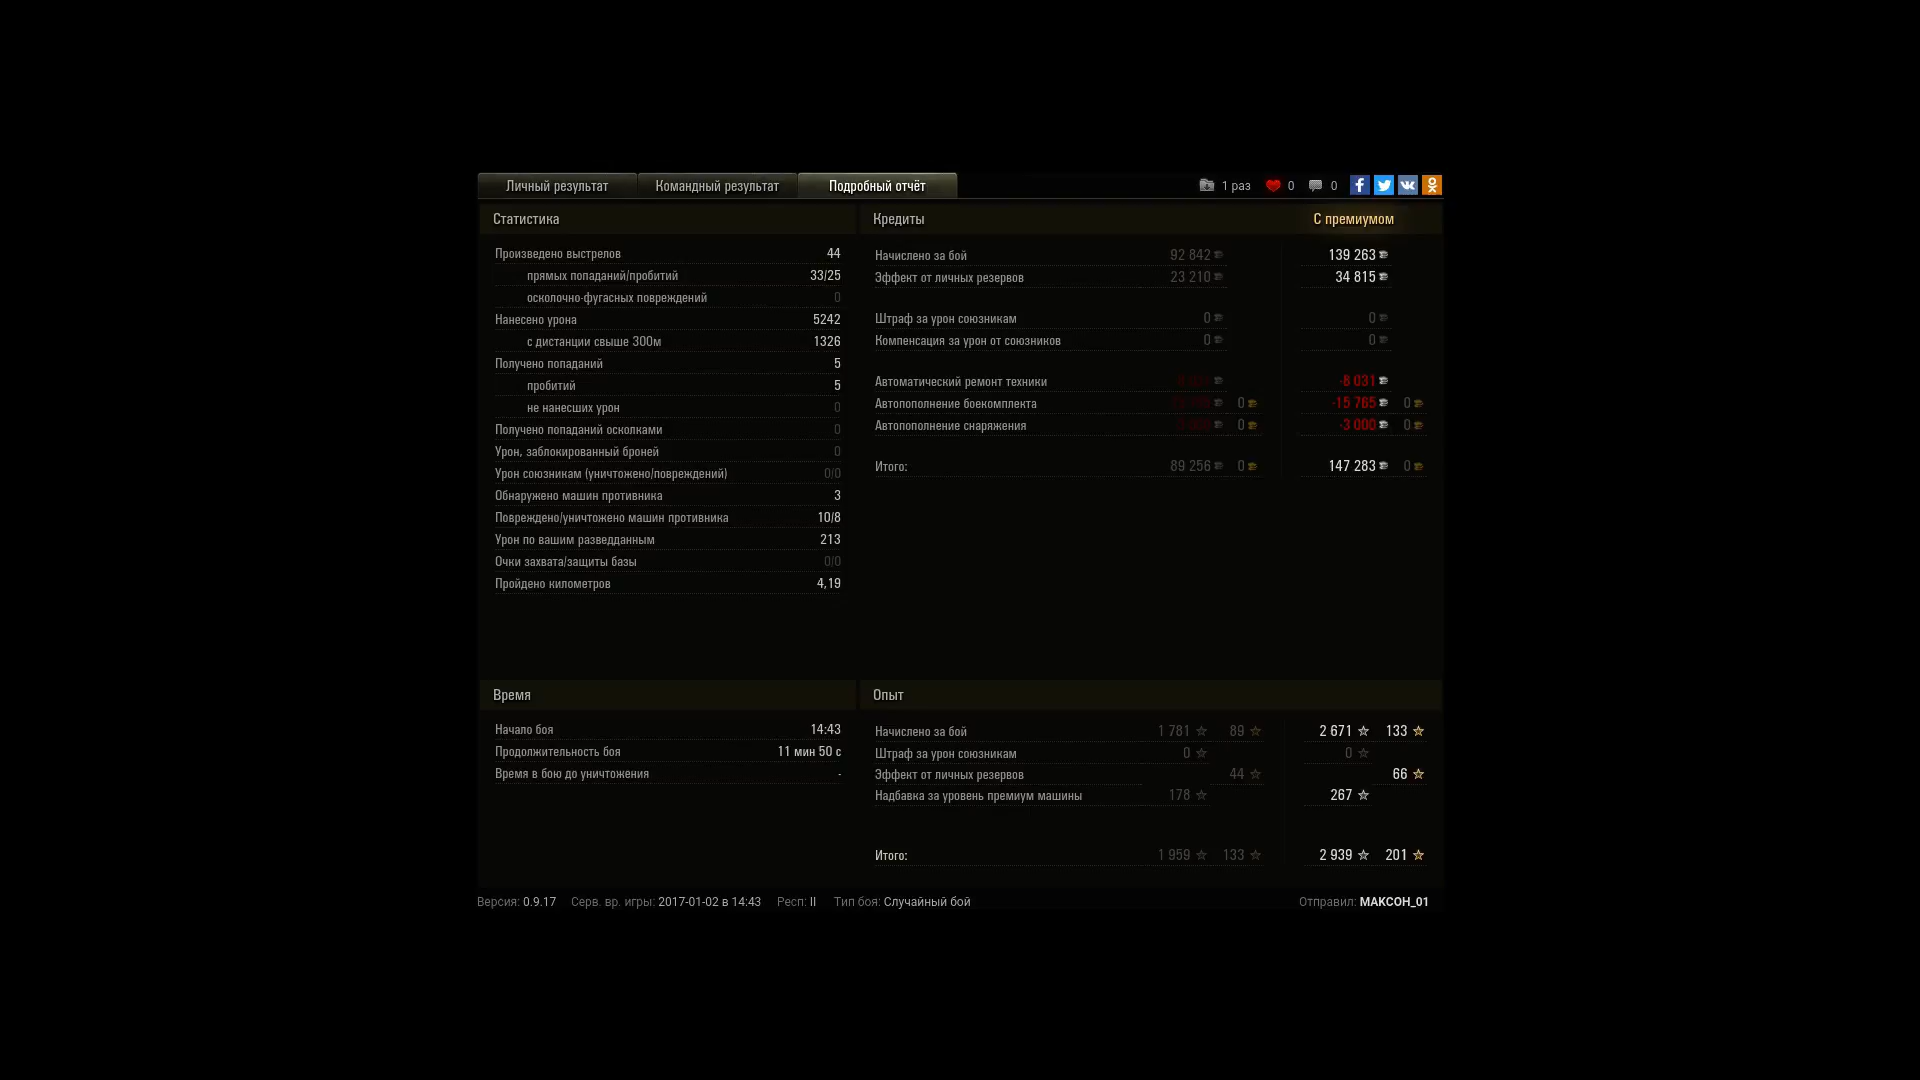 Личный результат Командный результат Подробный отчёт 1 раз 0 0
Статистика
Произведено выстрелов 44
прямых попаданий/пробитий 33/25
осколочно-фугасных повреждений 0
Нанесено урона 5242
с дистанции свыше 300м 1326
Получено попаданий 5
пробитий 5
не нанесших урон 0
Получено попаданий осколками 0
Урон, заблокированный броней 0
Урон союзникам (уничтожено/повреждений) 0/0
Обнаружено машин противника 3
Повреждено/уничтожено машин противника 10/8
Урон по вашим разведданным 213
Очки захвата/защиты базы 0/0
Пройдено километров 4,19
Кредиты С премиумом
Начислено за бой 92 842 139 263
Эффект от личных резервов 23 210 34 815
Штраф за урон союзникам 0 0
Компенсация за урон от союзников 0 0
Автоматический ремонт техники -8 031
Автопополнение боекомплекта 0 -15 765 0
Автопополнение снаряжения 0 -3 000 0
Итого: 89 256 0 147 283 0
Время
Начало боя 14:43
Продолжительность боя 11 мин 50 с
Время в бою до уничтожения -
Опыт
Начислено за бой 1 781 89 2 671 133
Штраф за урон союзникам 0 0
Эффект от личных резервов 44 66
Надбавка за уровень премиум машины 178 267
Итого: 1 959 133 2 939 201
Версия: 0.9.17 Серв. вр. игры: 2017-01-02 в 14:43 Респ: II Тип боя: Случайный бой Отправил: MAKCOH_01